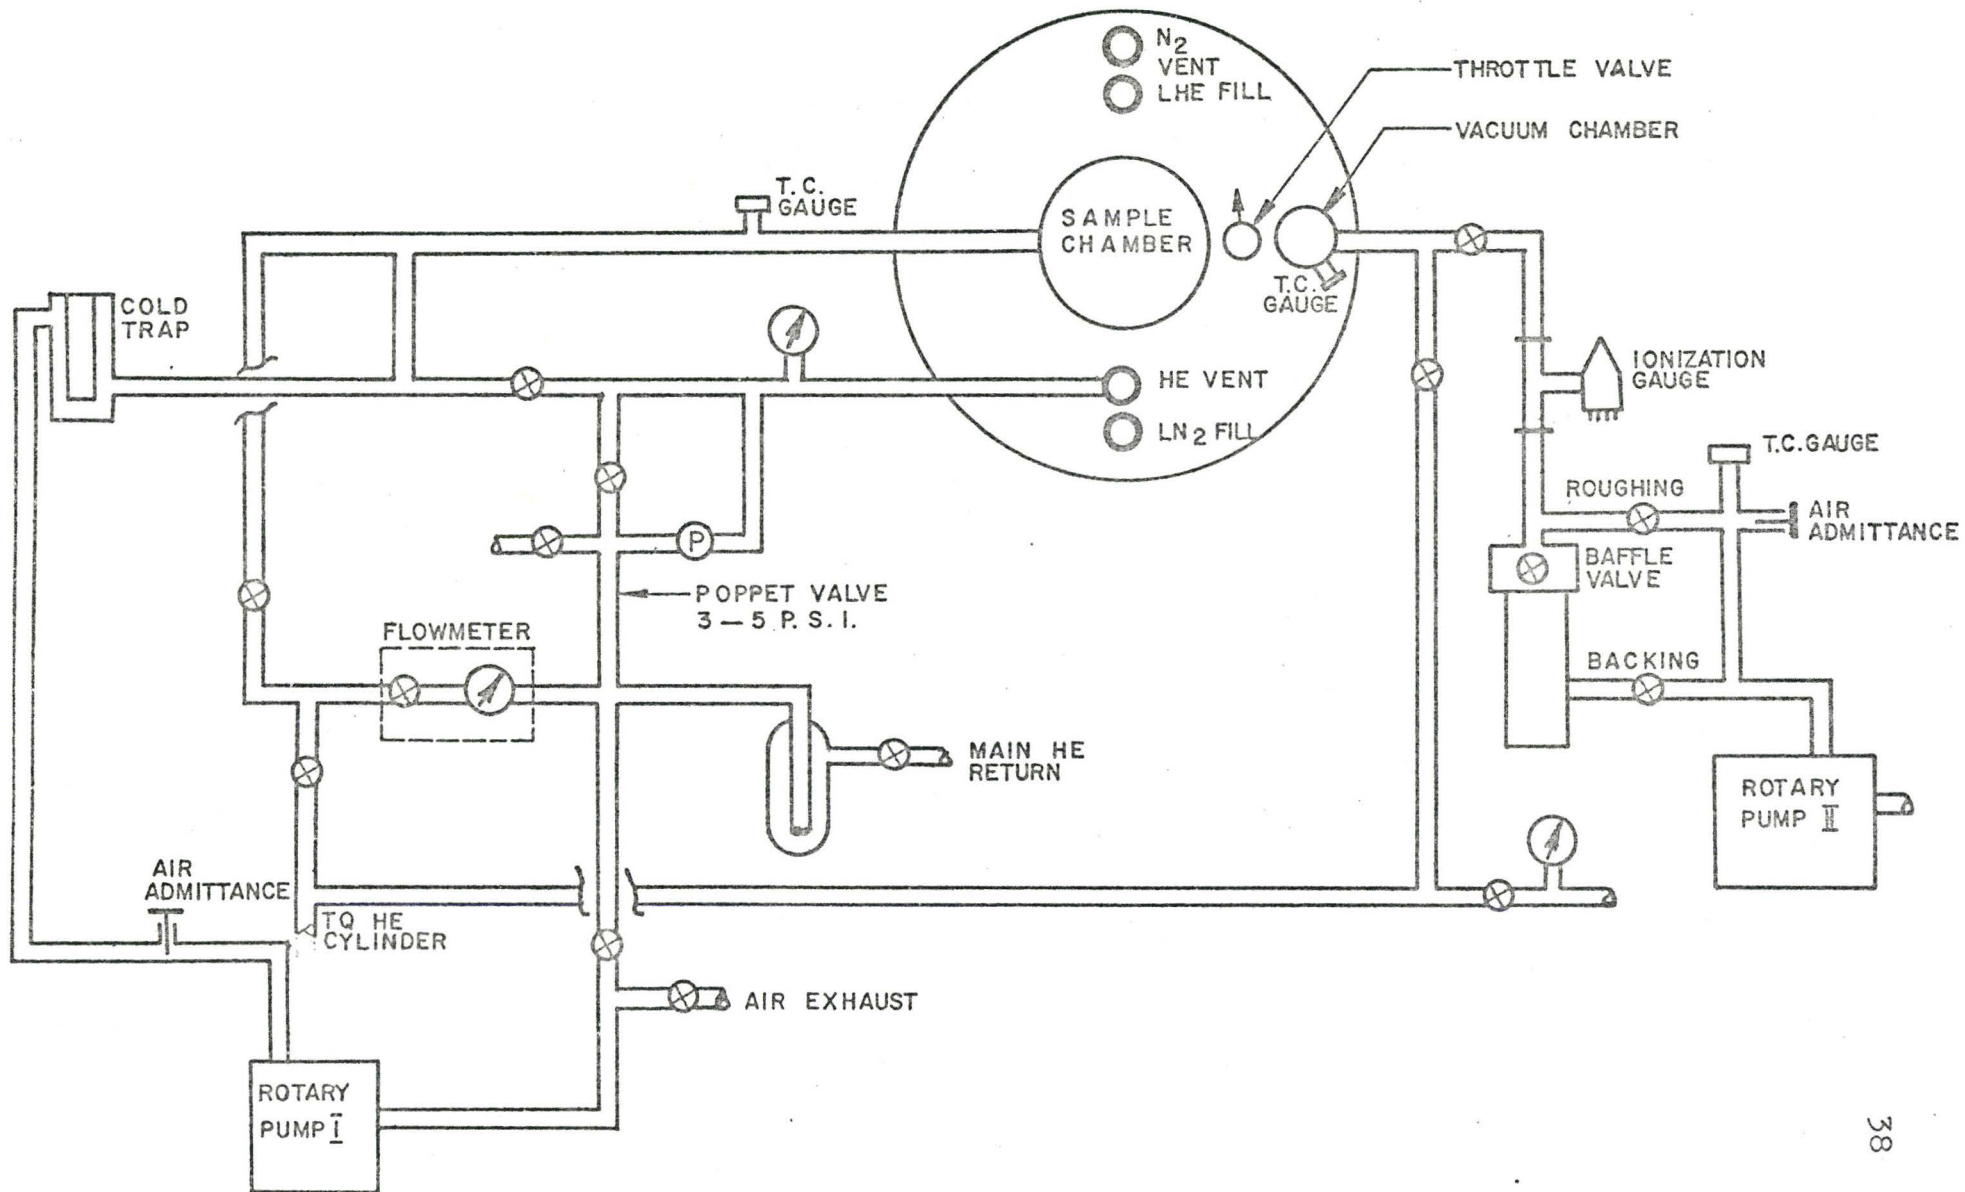 N2
VENT
LHE FILL
THROTTLE VALVE
VACUUM CHAMBER
T.C.
GAUGE
SAMPLE
CHAMBER
T.C.
GAUGE
COLD
TRAP
HE VENT
LN2 FILL
IONIZATION
GAUGE
T.C. GAUGE
ROUGHING
AIR
ADMITTANCE
P
BAFFLE
VALVE
POPPET VALVE
3-5 P.S.I.
FLOWMETER
BACKING
MAIN HE
RETURN
ROTARY
PUMP II
AIR
ADMITTANCE
TO HE
CYLINDER
AIR EXHAUST
ROTARY
PUMP I
38